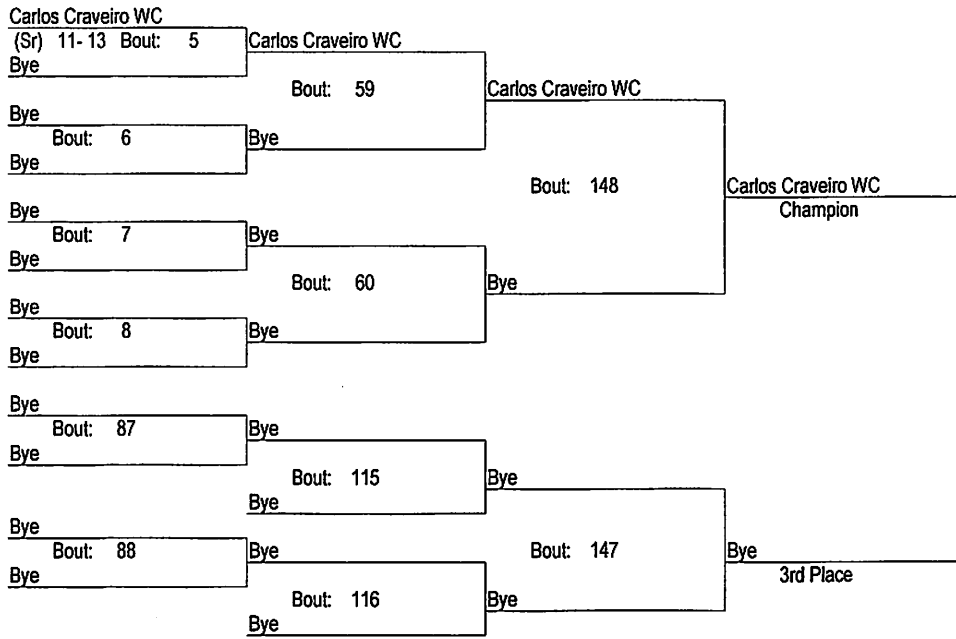 Carlos Craveiro WC
(Sr) 11- 13 Bout: 5 Carlos Craveiro WC
Bye
Bout: 59 Carlos Craveiro WC
Bye
Bout: 6 Bye
Bye
Bout: 148 Carlos Craveiro WC
Champion
Bye
Bout: 7 Bye
Bye
Bout: 60 Bye
Bye
Bout: 8 Bye
Bye
Bye
Bout: 87 Bye
Bye
Bout: 115 Bye
Bye
Bye
Bout: 88 Bye
Bout: 147 Bye
Bye
3rd Place
Bout: 116 Bye
Bye